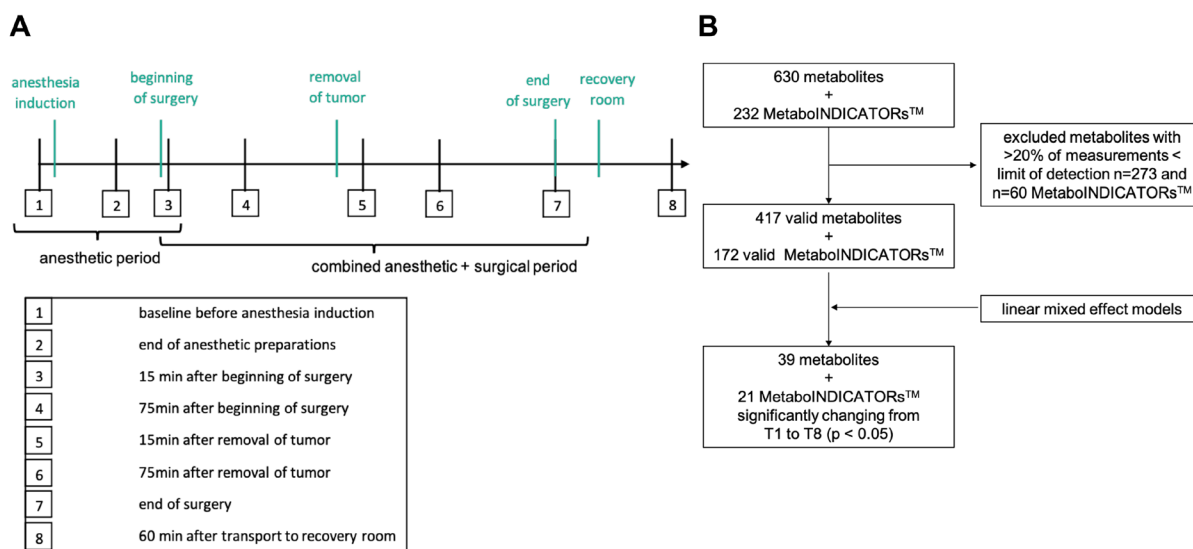 A
anesthesia
induction
beginning
of surgery
removal
of tumor
end
of surgery
recovery
room
1
2
3
4
5
6
7
8
anesthetic period
combined anesthetic + surgical period
1 baseline before anesthesia induction
2 end of anesthetic preparations
3 15 min after beginning of surgery
4 75min after beginning of surgery
5 15min after removal of tumor
6 75min after removal of tumor
7 end of surgery
8 60 min after transport to recovery room
B
630 metabolites
+
232 MetaboINDICATORs™
excluded metabolites with
>20% of measurements <
limit of detection n=273 and
n=60 MetaboINDICATORs™
417 valid metabolites
+
172 valid MetaboINDICATORs™
linear mixed effect models
39 metabolites
+
21 MetaboINDICATORs™
significantly changing from
T1 to T8 (p < 0.05)